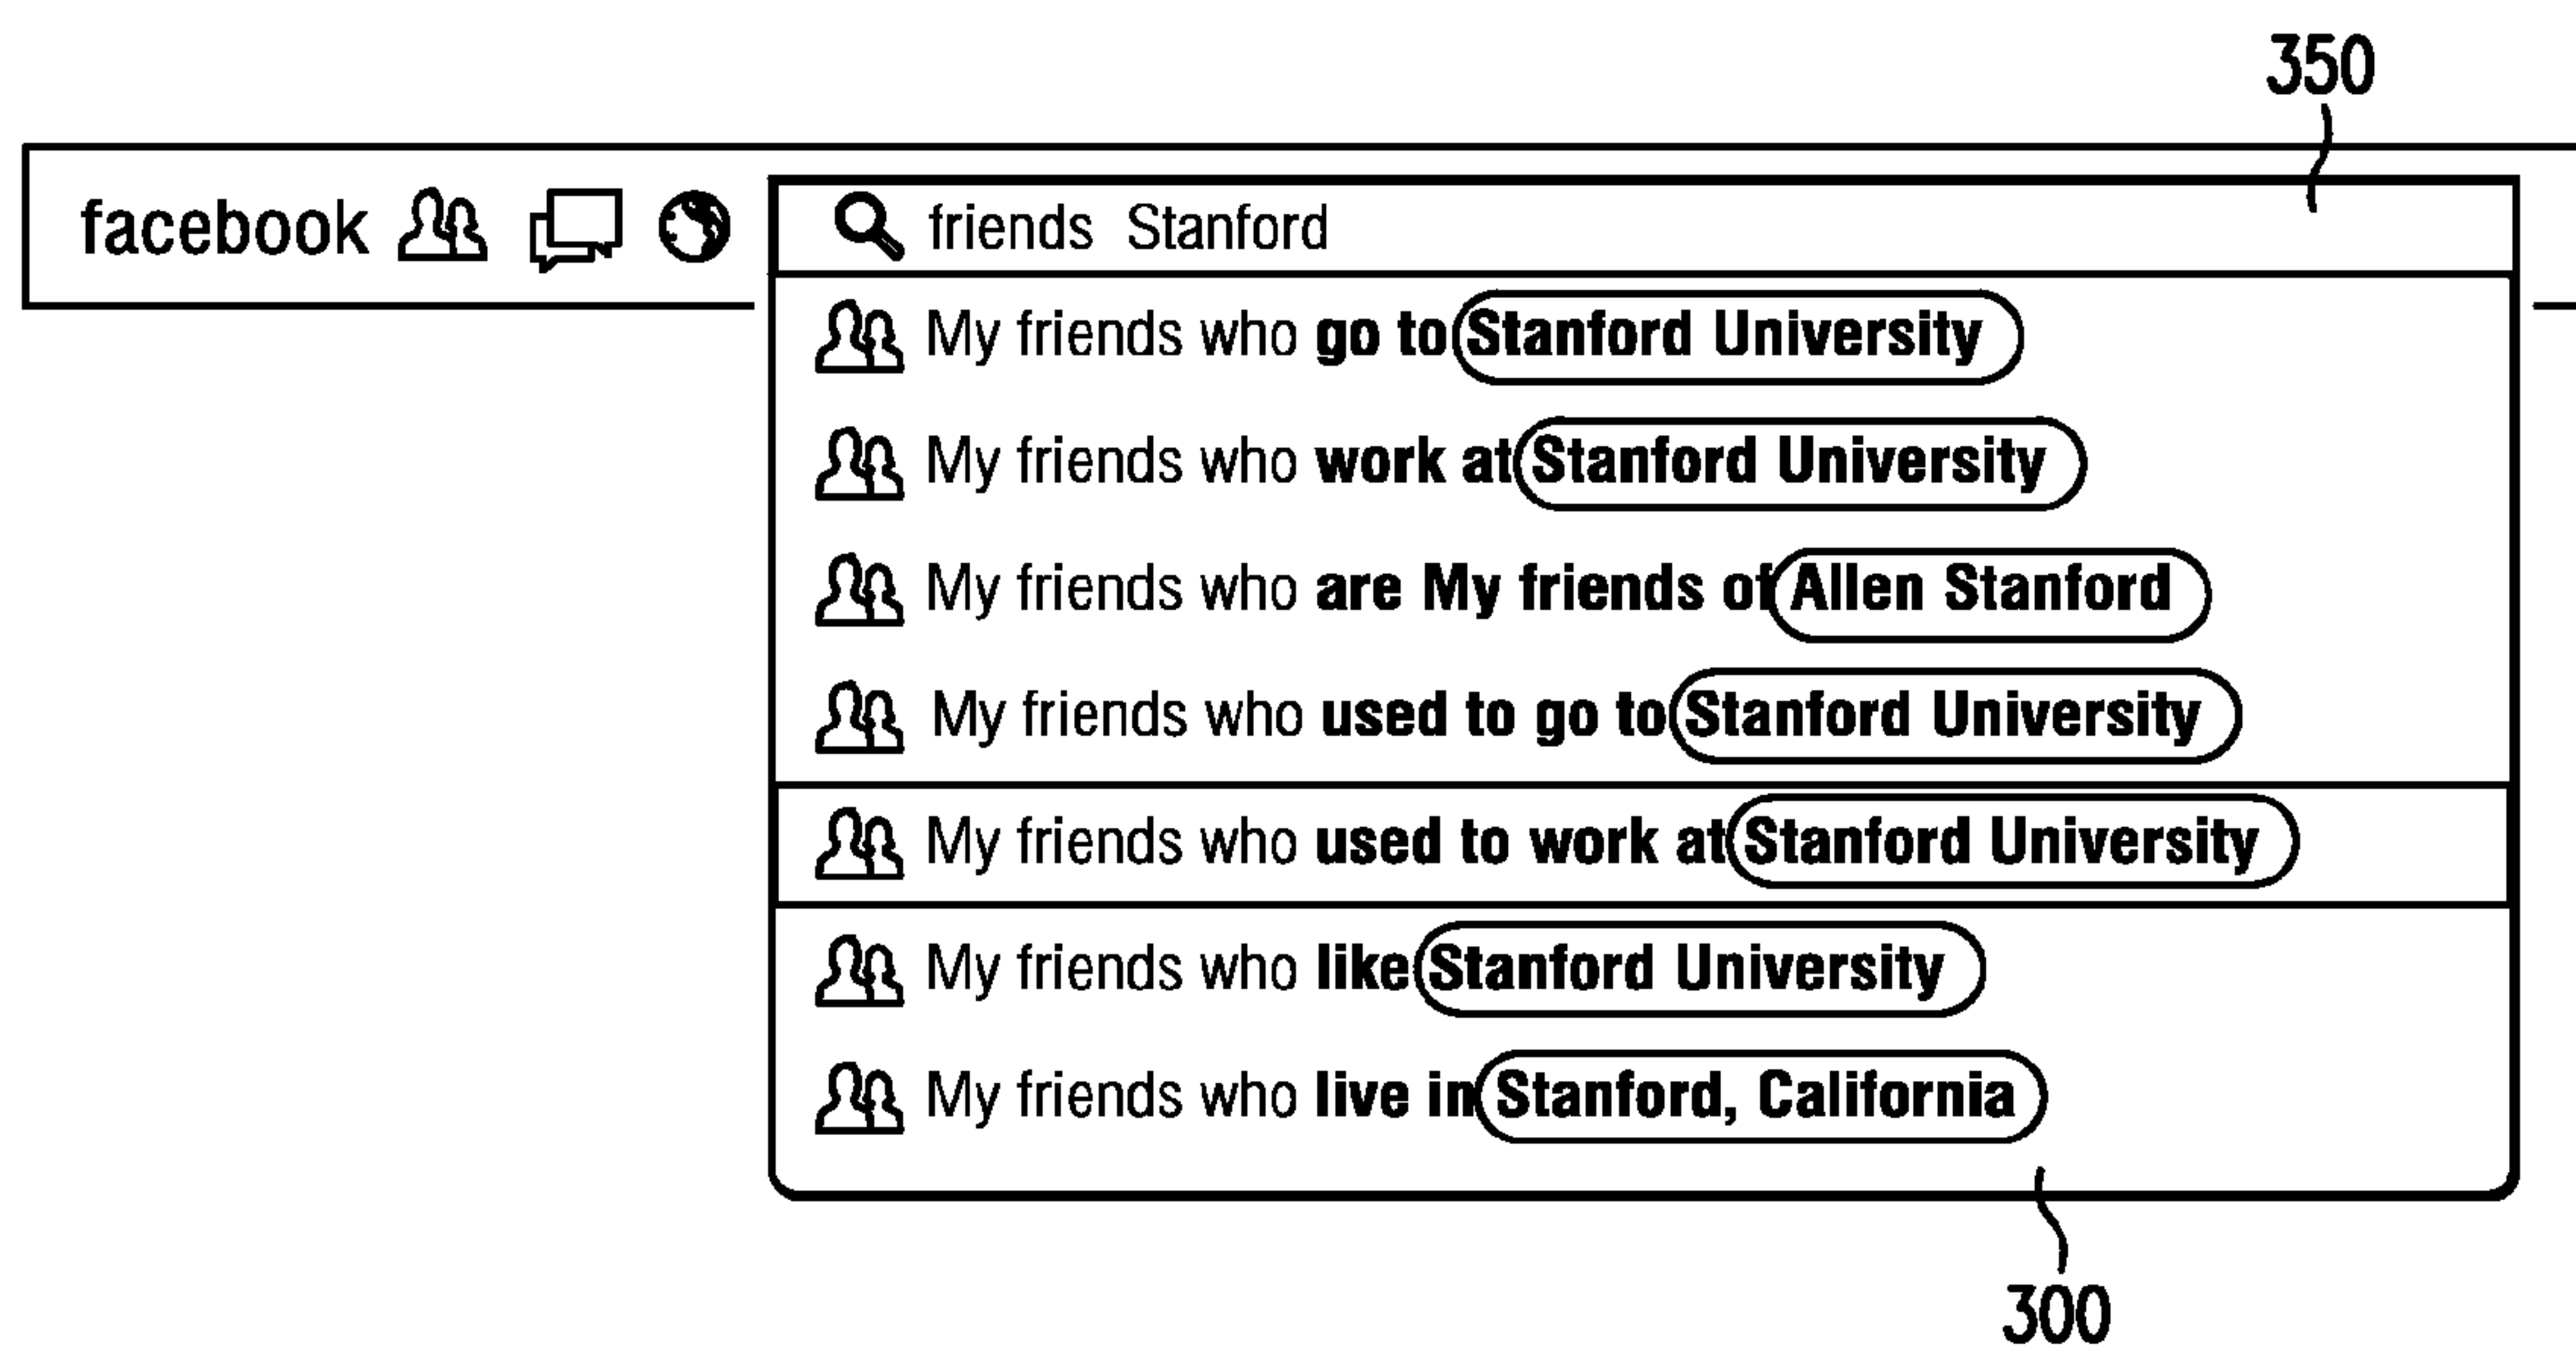 350
facebook friends Stanford
My friends who go to Stanford University
My friends who work at Stanford University
My friends who are My friends of Allen Stanford
My friends who used to go to Stanford University
My friends who used to work at Stanford University
My friends who like Stanford University
My friends who live in Stanford, California
300